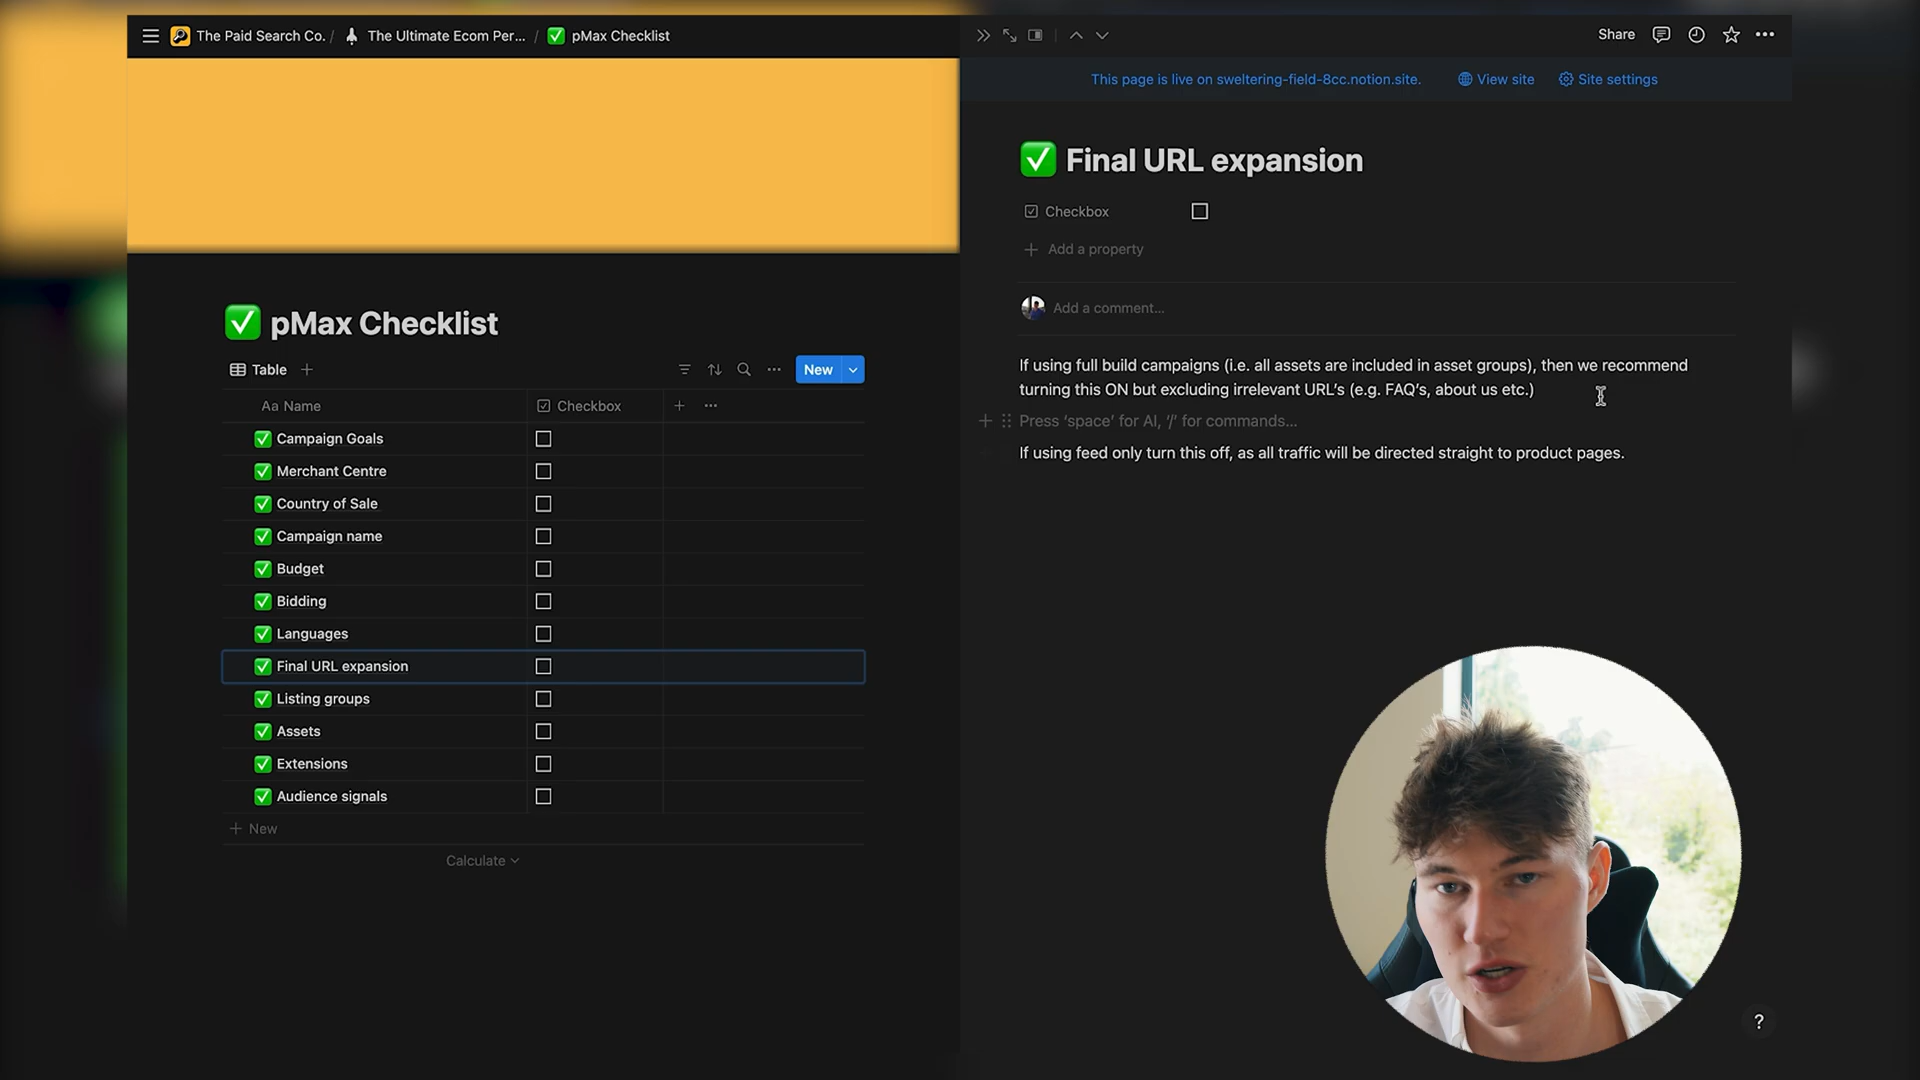 The Paid Search Co. / The Ultimate Ecom Per... / pMax Checklist
Share
This page is live on sweltering-field-8cc.notion.site.
View site
Site settings
Final URL expansion
Checkbox
Add a property
Add a comment...
If using full build campaigns (i.e. all assets are included in asset groups), then we recommend
turning this ON but excluding irrelevant URL's (e.g. FAQ's, about us etc.)
Press 'space' for AI, '/' for commands...
If using feed only turn this off, as all traffic will be directed straight to product pages.
pMax Checklist
Table
New
Aa Name
Checkbox
Campaign Goals
Merchant Centre
Country of Sale
Campaign name
Budget
Bidding
Languages
Final URL expansion
Listing groups
Assets
Extensions
Audience signals
+ New
Calculate
?